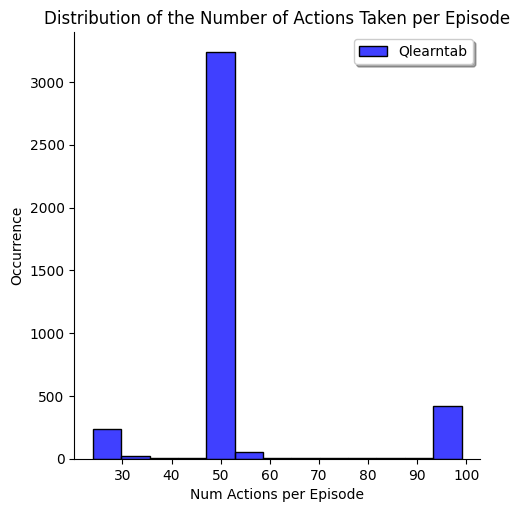 Distribution of the Number of Actions Taken per Episode
Qlearntab
3000
2500
2000
1500
1000
500
0
Occurrence
30 40 50 60 70 80 90 100
Num Actions per Episode